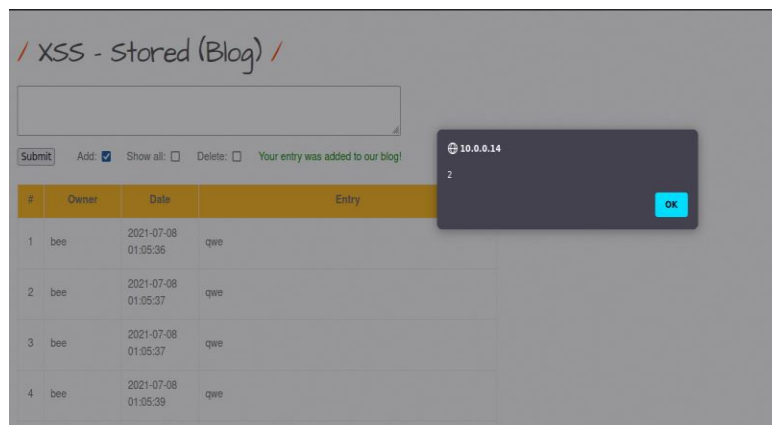 / XSS - Stored (Blog) /
Submit Add: Show all: Delete: Your entry was added to our blog!
10.0.0.14
2
OK
# Owner Date Entry
1 bee 2021-07-08 01:05:36 qwe
2 bee 2021-07-08 01:05:37 qwe
3 bee 2021-07-08 01:05:37 qwe
4 bee 2021-07-08 01:05:39 qwe